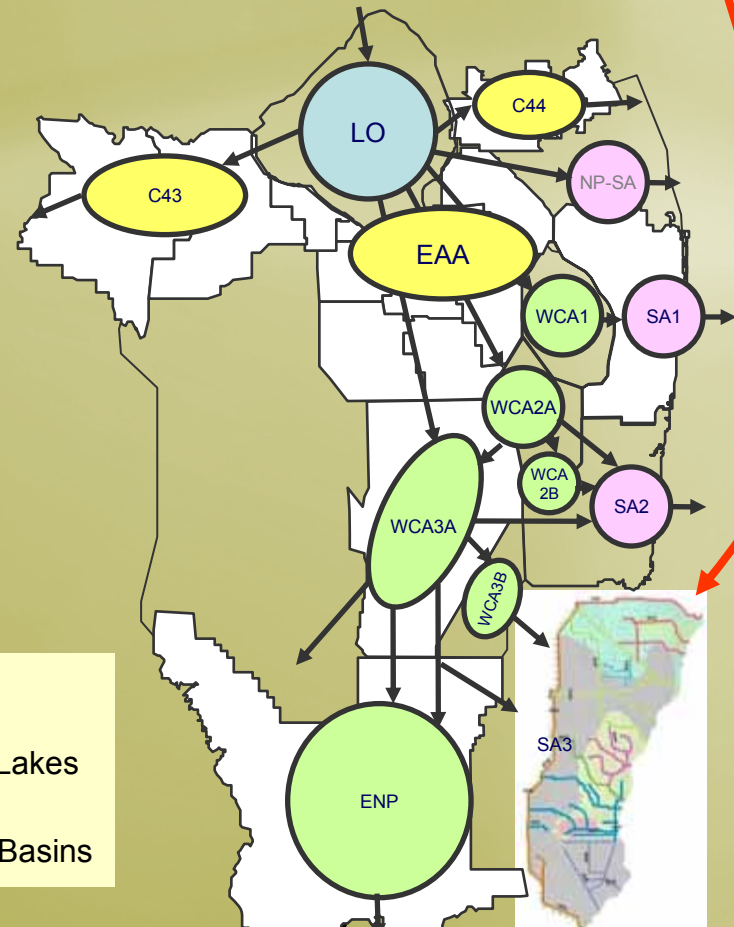 C44
LO
NP-SA
C43
EAA
WCA1
SA1
WCA2A
WCA
2B
SA2
WCA3A
WCA3B
SA3
Lakes
ENP
Basins